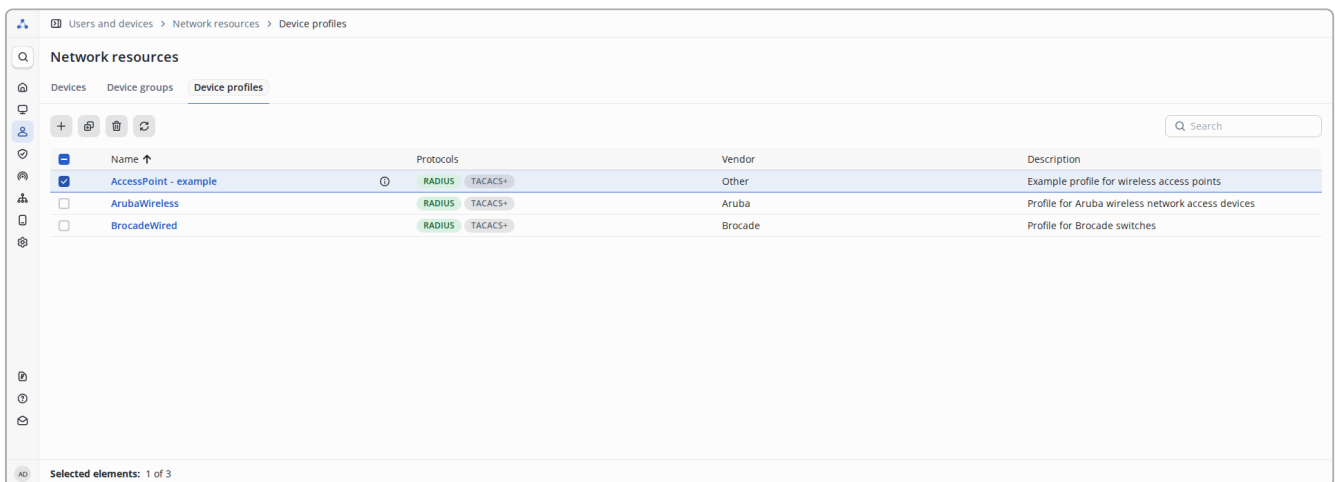 Users and devices > Network resources > Device profiles
Network resources
Devices Device groups Device profiles
Search
Name Protocols Vendor Description
AccessPoint - example RADIUS TACACS+ Other Example profile for wireless access points
ArubaWireless RADIUS TACACS+ Aruba Profile for Aruba wireless network access devices
BrocadeWired RADIUS TACACS+ Brocade Profile for Brocade switches
AD Selected elements: 1 of 3